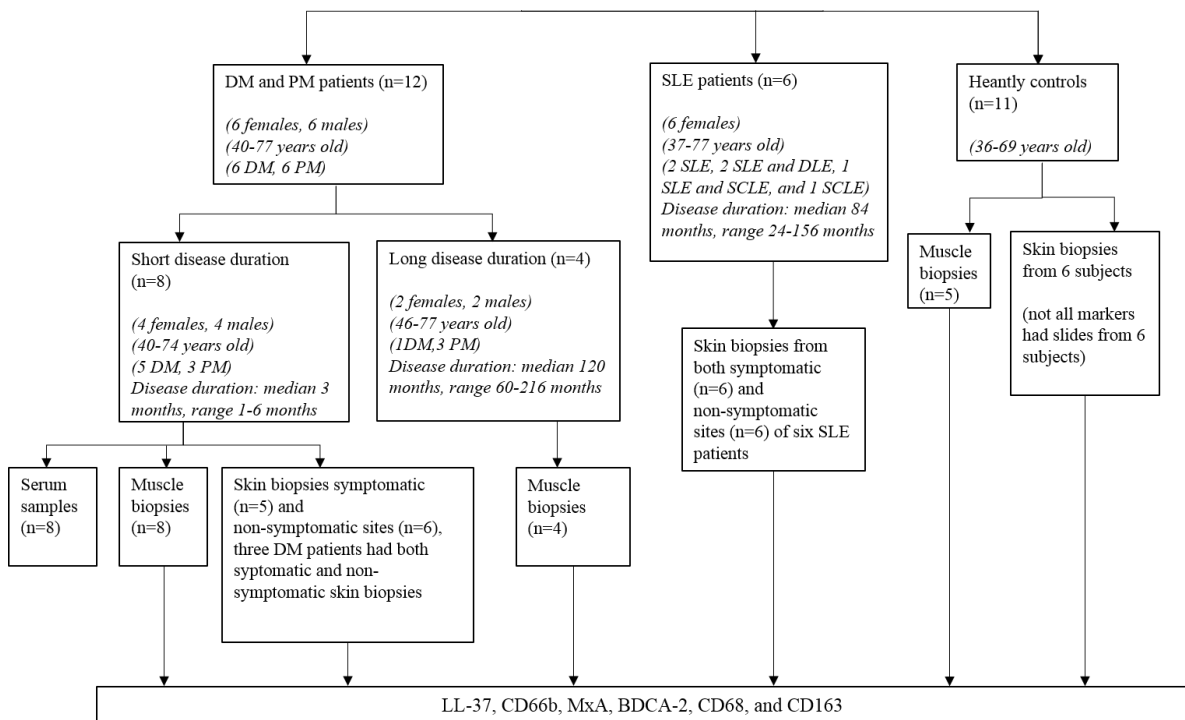 DM and PM patients (n=12)
(6 females, 6 males)
(40-77 years old)
(6 DM, 6 PM)
SLE patients (n=6)
(6 females)
(37-77 years old)
(2 SLE, 2 SLE and DLE, 1
SLE and SCLE, and 1 SCLE)
Disease duration: median 84
months, range 24-156 months
Heantly controls
(n=11)
(36-69 years old)
Short disease duration
(n=8)
(4 females, 4 males)
(40-74 years old)
(5 DM, 3 PM)
Disease duration: median 3
months, range 1-6 months
Long disease duration (n=4)
(2 females, 2 males)
(46-77 years old)
(1DM,3 PM)
Disease duration: median 120
months, range 60-216 months
Muscle
biopsies
(n=5)
Skin biopsies
from 6 subjects
(not all markers
had slides from 6
subjects)
Skin biopsies from
both symptomatic
(n=6) and
non-symptomatic
sites (n=6) of six SLE
patients
Serum
samples
(n=8)
Muscle
biopsies
(n=8)
Skin biopsies symptomatic
(n=5) and
non-symptomatic sites (n=6),
three DM patients had both
syptomatic and non-
symptomatic skin biopsies
Muscle
biopsies
(n=4)
LL-37, CD66b, MxA, BDCA-2, CD68, and CD163